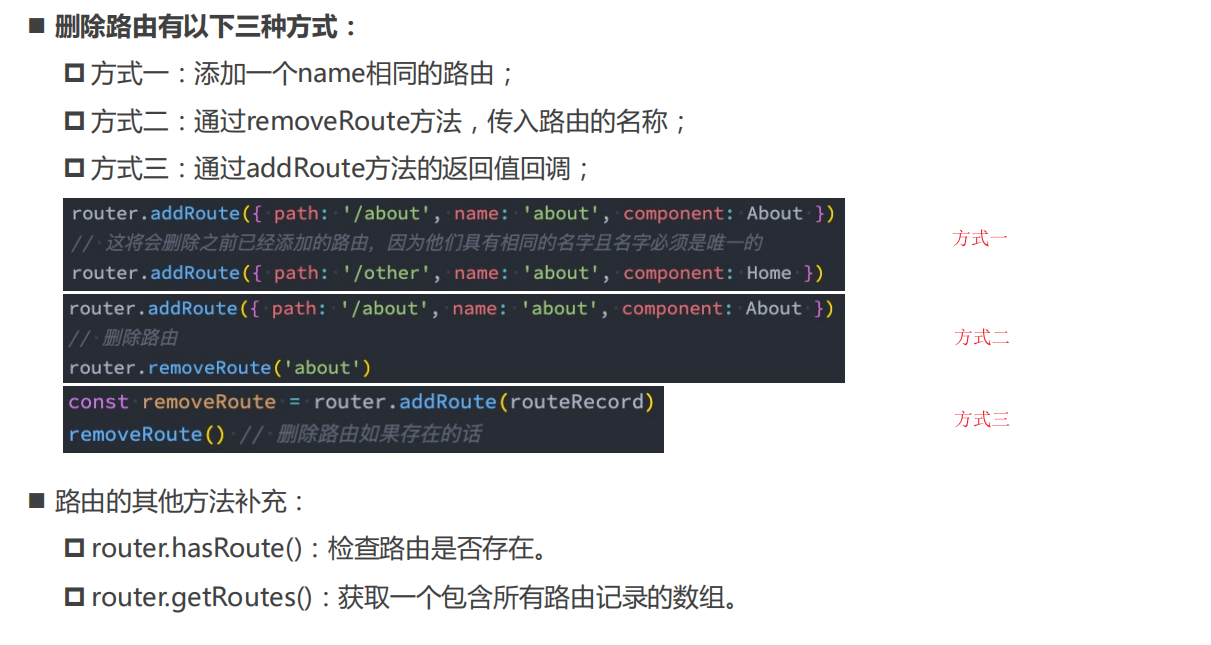 删除路由有以下三种方式：
方式一：添加一个name相同的路由；
方式二：通过removeRoute方法，传入路由的名称；
方式三：通过addRoute方法的返回值回调；
router.addRoute({ path: '/about', name: 'about', component: About })
// 这将会删除之前已经添加的路由，因为他们具有相同的名字且名字必须是唯一的
router.addRoute({ path: '/other', name: 'about', component: Home })
方式一
router.addRoute({ path: '/about', name: 'about', component: About })
// 删除路由
router.removeRoute('about')
方式二
const removeRoute = router.addRoute(routeRecord)
removeRoute() // 删除路由如果存在的话
方式三
路由的其他方法补充：
router.hasRoute()：检查路由是否存在。
router.getRoutes()：获取一个包含所有路由记录的数组。